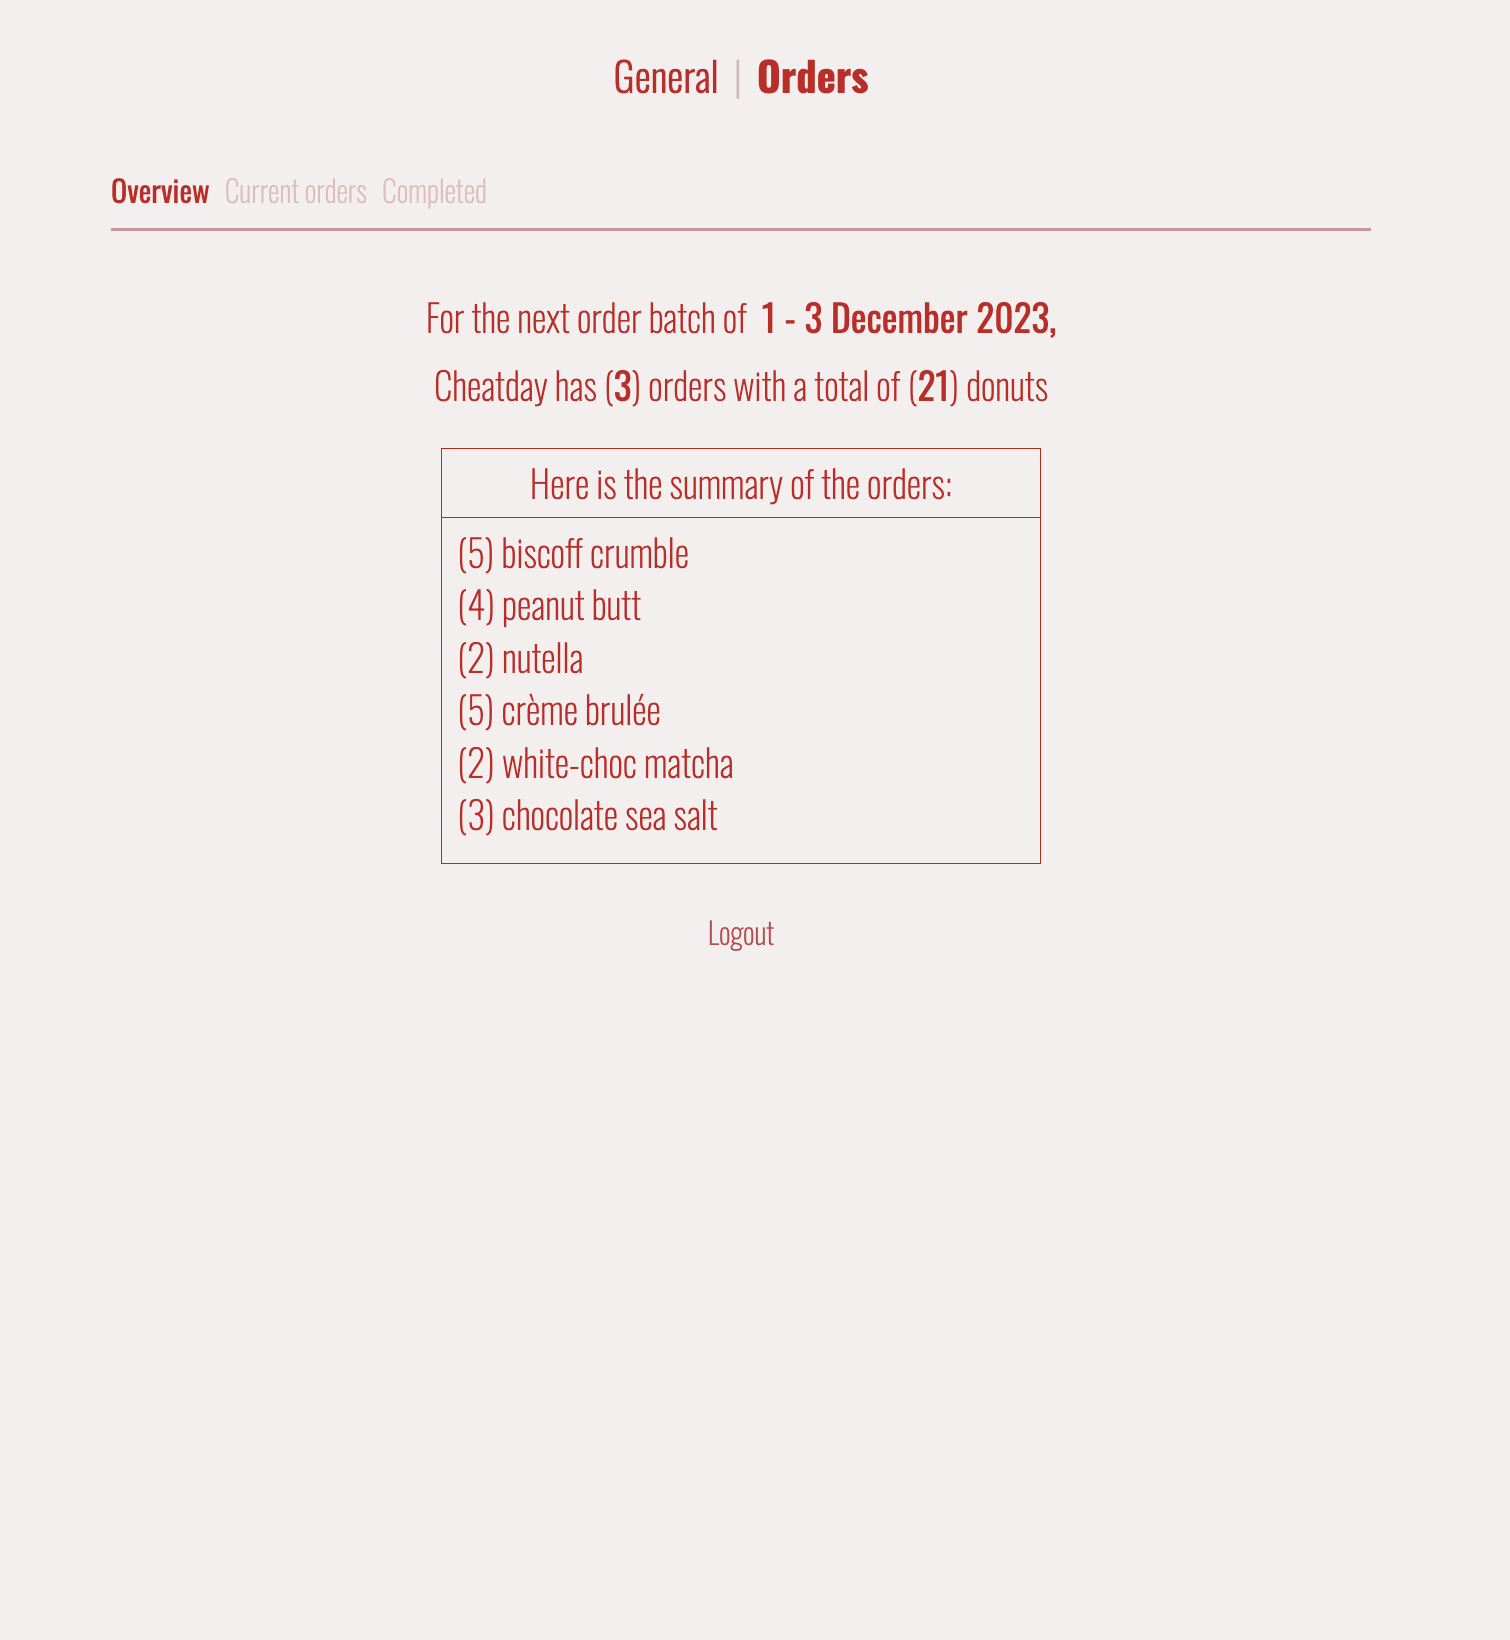 General | Orders
Overview Current orders Completed
For the next order batch of 1 - 3 December 2023,
Cheatday has (3) orders with a total of (21) donuts
Here is the summary of the orders:
(5) biscoff crumble
(4) peanut butt
(2) nutella
(5) crème brulée
(2) white-choc matcha
(3) chocolate sea salt
Logout